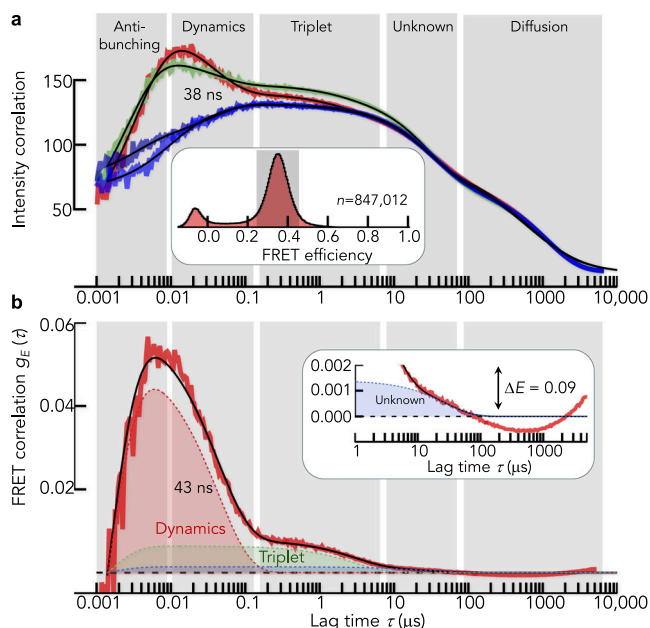 a
Anti-
bunching
Dynamics
Triplet
Unknown
Diffusion
Intensity correlation
150
100
50
38 ns
n=847,012
0.0 0.2 0.4 0.6 0.8 1.0
FRET efficiency
0.001 0.01 0.1 1 10 100 1000 10,000
b
FRET correlation gE (τ)
0.06
0.04
0.02
43 ns
Dynamics
Triplet
0.002
0.001
0.000
Unknown
ΔE = 0.09
1 10 100 1000
Lag time τ (μs)
0.001 0.01 0.1 1 10 100 1000 10,000
Lag time τ (μs)